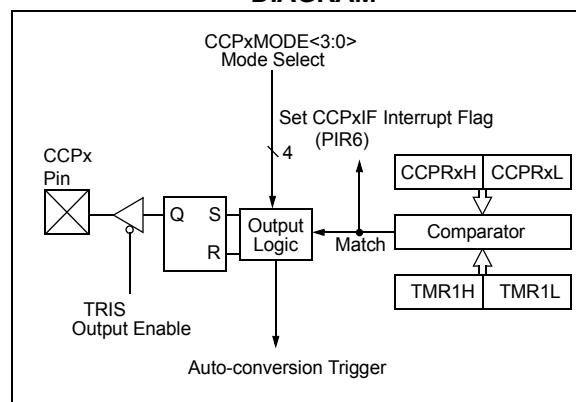 DIAGRAM
CCPxMODE<3:0>
Mode Select
Set CCPxIF Interrupt Flag
(PIR6)
4
CCPx
Pin
CCPRxH CCPRxL
Q S
R
Output
Logic
Match
Comparator
TMR1H TMR1L
TRIS
Output Enable
Auto-conversion Trigger